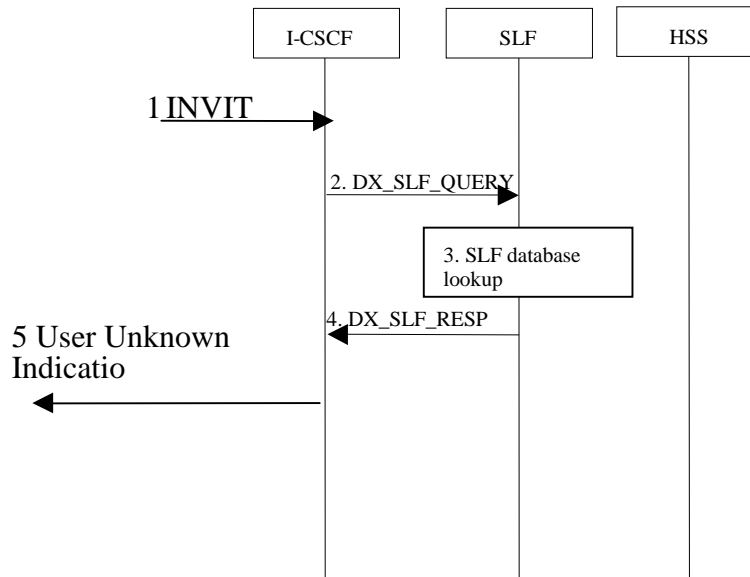 I-CSCF
SLF
HSS
1 INVIT
2. DX_SLF_QUERY
3. SLF database
lookup
4. DX_SLF_RESP
5 User Unknown
Indicatio